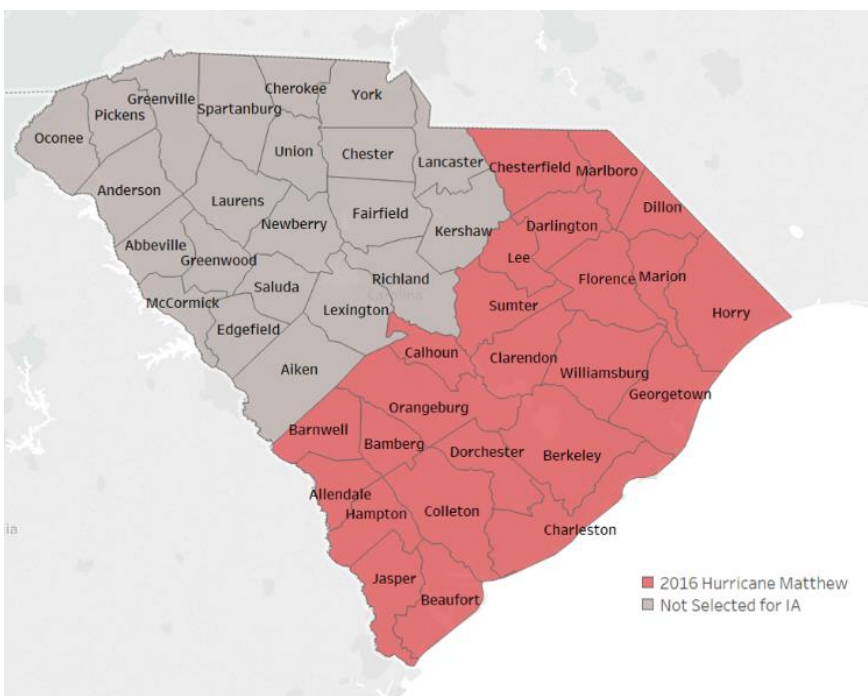 Cherokee
York
Greenville
Spartanburg
Pickens
Oconee
Union
Chester
Lancaster
Chesterfield
Marlboro
Anderson
Laurens
Dillon
Newberry
Fairfield
Kershaw
Darlington
Abbeville
Greenwood
Lee
Richland
Florence
Marion
Saluda
McCormick
Lexington
Carolina
Sumter
Horry
Edgefield
Calhoun
Clarendon
Aiken
Williamsburg
Georgetown
Orangeburg
Barnwell
Bamberg
Dorchester
Berkeley
Allendale
Hampton
Colleton
Charleston
ia
Jasper
Beaufort
2016 Hurricane Matthew
Not Selected for IA